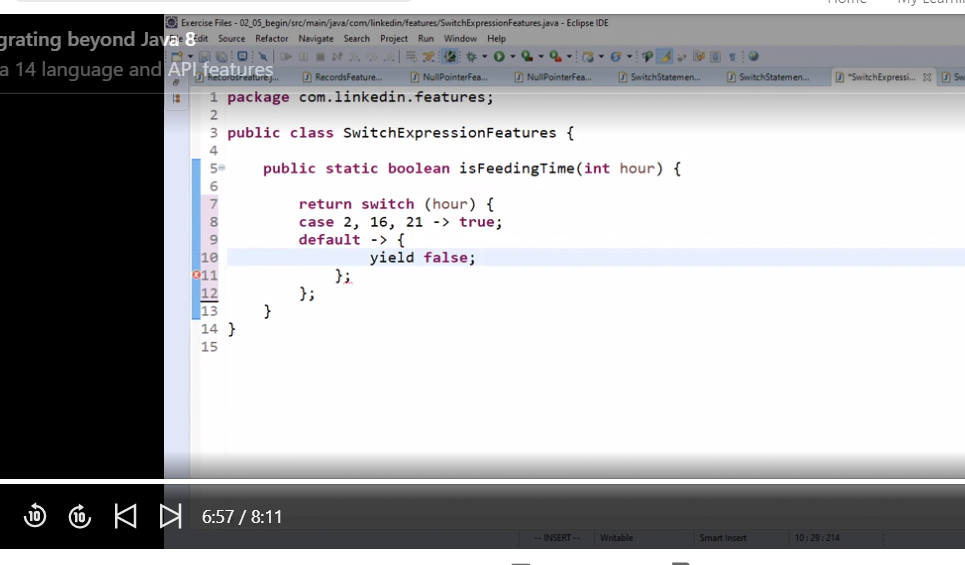 Home My Learni
Exercise Files - 02_05_begin/src/main/java/com/linkedin/features/SwitchExpressionFeatures.java - Eclipse IDE
grating beyond Java 8
File Edit Source Refactor Navigate Search Project Run Window Help
a 14 language and API features
RecordsFeature.j... RecordsFeature... NullPointerFea... NullPointerFea... SwitchStatemen... SwitchStatemen... *SwitchExpressi... Sw
1 package com.linkedin.features;
2
3 public class SwitchExpressionFeatures {
4
5 public static boolean isFeedingTime(int hour) {
6
7 return switch (hour) {
8 case 2, 16, 21 -> true;
9 default -> {
10 yield false;
11 };
12 };
13 }
14 }
15
10 10 6:57 / 8:11
-- INSERT -- Writable Smart Insert 10 : 29 : 214